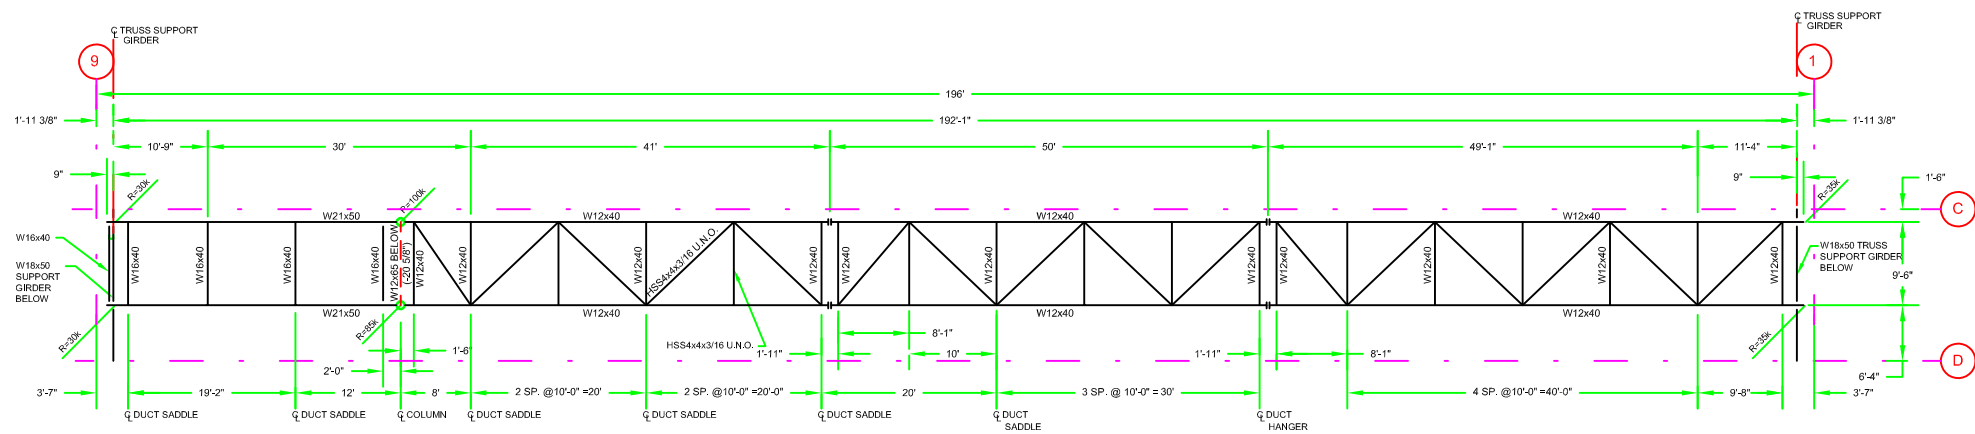 ℄ TRUSS SUPPORT
GIRDER
℄ TRUSS SUPPORT
GIRDER
9
1
196'
1'-11 3/8"
192'-1"
1'-11 3/8"
10'-9"
30'
41'
50'
49'-1"
11'-4"
9"
R=30k
R=100k
9"
R=35k
1'-6"
C
W21x50
W12x40
W12x40
W12x40
W16x40
W18x50
SUPPORT
GIRDER
BELOW
W16x40
W16x40
W16x40
W16x40
W12x65 BELOW
(-20 5/8")
W12x40
W12x40
W12x40
HSS4x4x3/16 U.N.O.
W12x40
W12x40
W12x40
W12x40
W12x40
W12x40
W12x40
W18x50 TRUSS
SUPPORT GIRDER
BELOW
9'-6"
W21x50
W12x40
W12x40
W12x40
R=30k
R=85k
HSS4x4x3/16 U.N.O.
8'-1"
R=35k
1'-6"
1'-11"
10'
1'-11"
8'-1"
D
2'-0"
6'-4"
3'-7"
19'-2"
12'
8'
2 SP. @10'-0" =20'
2 SP. @10'-0" =20'-0"
20'
3 SP @ 10'-0" = 30'
4 SP. @10'-0" =40'-0"
9'-8"
3'-7"
℄ DUCT SADDLE
℄ DUCT SADDLE
℄ COLUMN
℄ DUCT SADDLE
℄ DUCT SADDLE
℄ DUCT SADDLE
℄ DUCT
SADDLE
℄ DUCT
HANGER